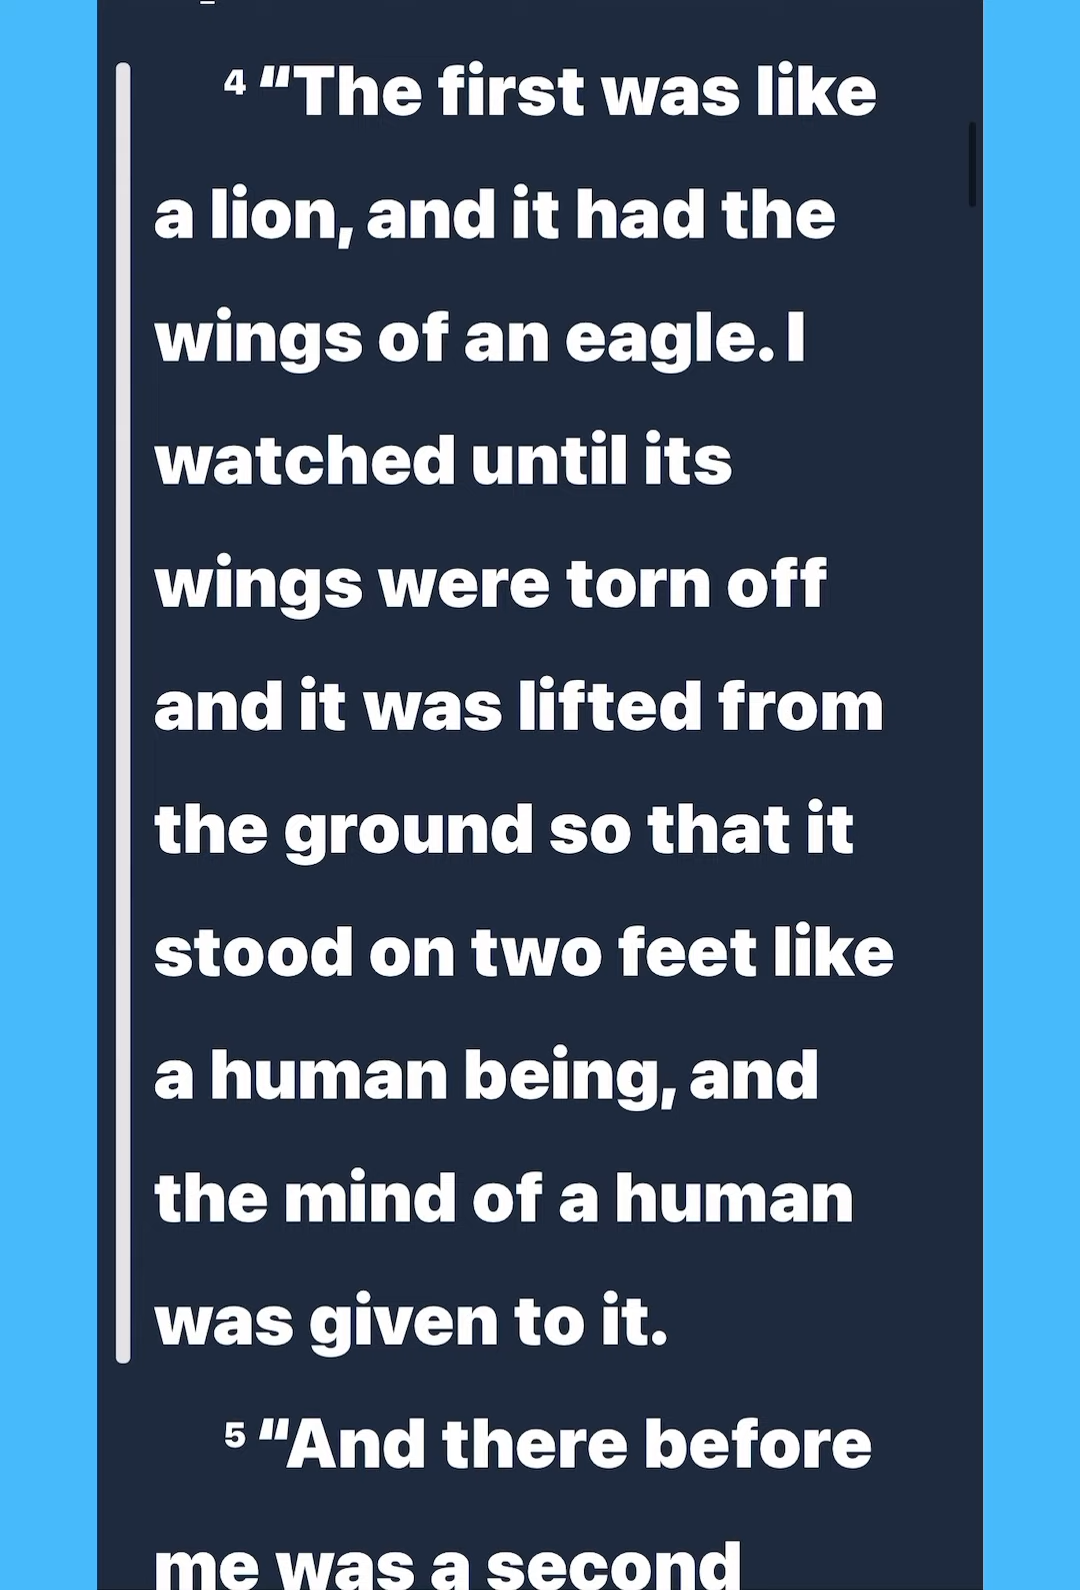 4 “The first was like
a lion, and it had the
wings of an eagle. I
watched until its
wings were torn off
and it was lifted from
the ground so that it
stood on two feet like
a human being, and
the mind of a human
was given to it.
5 “And there before
me was a second